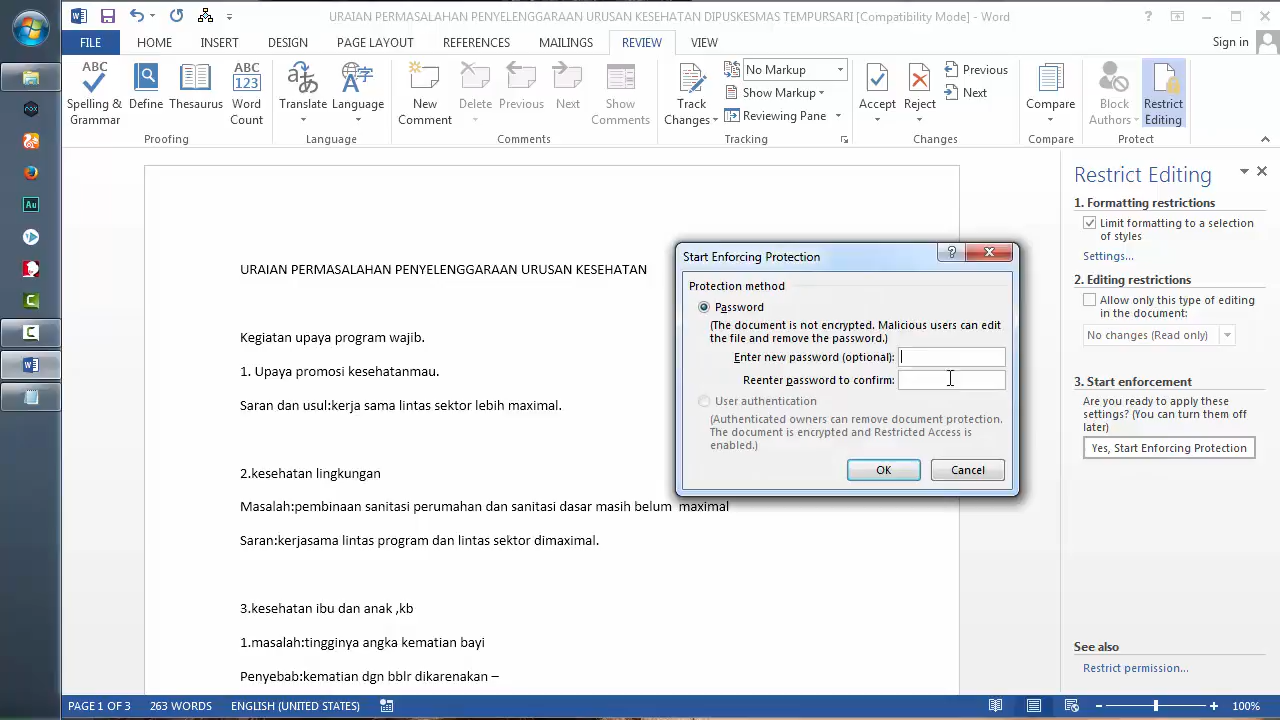 URAIAN PERMASALAHAN PENYELENGGARAAN URUSAN KESEHATAN DIPUSKESMAS TEMPURSARI [Compatibility Mode] - Word
FILE HOME INSERT DESIGN PAGE LAYOUT REFERENCES MAILINGS REVIEW VIEW Sign in
ABC Spelling & Grammar
Define
Thesaurus
ABC 123 Word Count
Proofing
Translate
Language
Language
New Comment
Delete
Previous
Next
Show Comments
Comments
Track Changes
No Markup
Show Markup
Reviewing Pane
Tracking
Accept
Reject
Previous
Next
Changes
Compare
Compare
Block Authors
Restrict Editing
Protect
URAIAN PERMASALAHAN PENYELENGGARAAN URUSAN KESEHATAN
Kegiatan upaya program wajib.
1. Upaya promosi kesehatanmau.
Saran dan usul:kerja sama lintas sektor lebih maximal.
2.kesehatan lingkungan
Masalah:pembinaan sanitasi perumahan dan sanitasi dasar masih belum  maximal
Saran:kerjasama lintas program dan lintas sektor dimaximal.
3.kesehatan ibu dan anak ,kb
1.masalah:tingginya angka kematian bayi
Penyebab:kematian dgn bblr dikarenakan –
Start Enforcing Protection
Protection method
Password
(The document is not encrypted. Malicious users can edit
the file and remove the password.)
Enter new password (optional):
Reenter password to confirm:
User authentication
(Authenticated owners can remove document protection.
The document is encrypted and Restricted Access is
enabled.)
OK Cancel
Restrict Editing
1. Formatting restrictions
Limit formatting to a selection
of styles
Settings...
2. Editing restrictions
Allow only this type of editing
in the document:
No changes (Read only)
3. Start enforcement
Are you ready to apply these
settings? (You can turn them off
later)
Yes, Start Enforcing Protection
See also
Restrict permission...
PAGE 1 OF 3 263 WORDS ENGLISH (UNITED STATES) 100%
Au